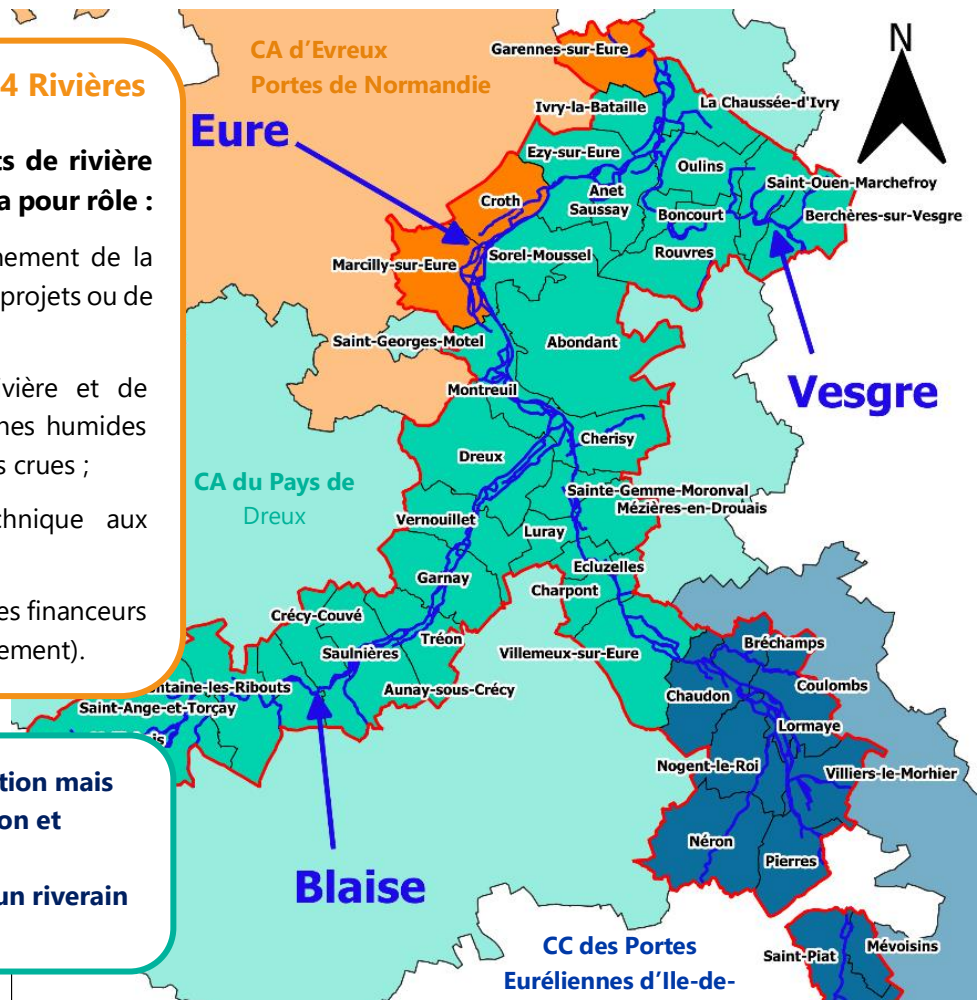 4 Rivières
ts de rivière
a pour rôle :
nement de la
projets ou de
ivière et de
nes humides
s crues ;
chnique aux
es financeurs
ement).
tion mais
on et
un riverain
CA d’Evreux
Portes de Normandie
N
Garennes-sur-Eure
Ivry-la-Bataille
La Chaussée-d'Ivry
Eure
Ezy-sur-Eure
Oulins
Anet
Saussay
Saint-Ouen-Marchefroy
Croth
Boncourt
Berchères-sur-Vesgre
Marcilly-sur-Eure
Sorel-Moussel
Rouvres
Saint-Georges-Motel
Abondant
Vesgre
Montreuil
Cherisy
Dreux
CA du Pays de
Dreux
Sainte-Gemme-Moronval
Mézières-en-Drouais
Vernouillet
Luray
Ecluzelles
Garnay
Charpont
Crécy-Couvé
Tréon
Saulnières
Villemeux-sur-Eure
Bréchamps
ntaine-les-Ribouts
Aunay-sous-Crécy
Chaudon
Coulombs
Saint-Ange-et-Torçay
Lormaye
is
Nogent-le-Roi
Villiers-le-Morhier
Néron
Pierres
Blaise
CC des Portes
Euréliennes d’Ile-de-
Saint-Piat
Mévoisins